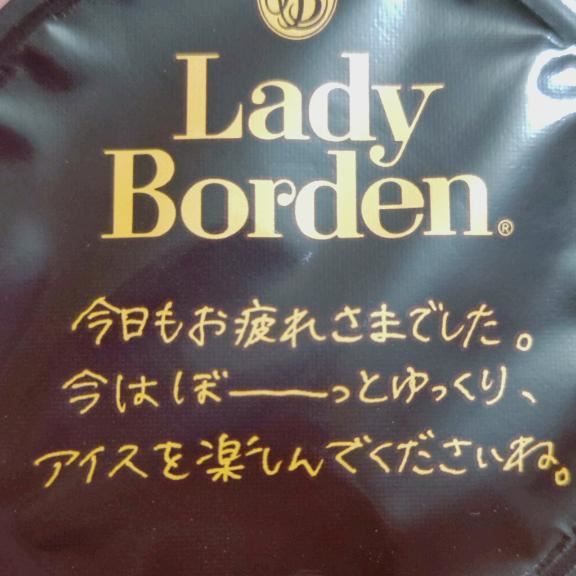 Lady
Borden®
今日もお疲れさまでした。
今はぼーーーっとゆっくり、
アイスを楽しんでくださいね。